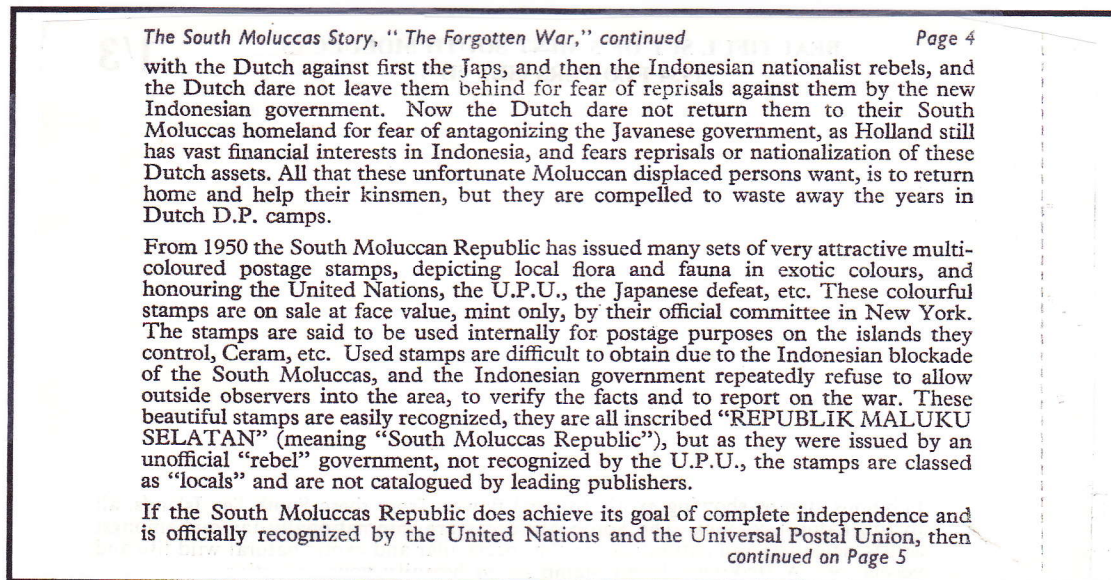 The South Moluccas Story, " The Forgotten War," continued Page 4
with the Dutch against first the Japs, and then the Indonesian nationalist rebels, and
the Dutch dare not leave them behind for fear of reprisals against them by the new
Indonesian government. Now the Dutch dare not return them to their South
Moluccas homeland for fear of antagonizing the Javanese government, as Holland still
has vast financial interests in Indonesia, and fears reprisals or nationalization of these
Dutch assets. All that these unfortunate Moluccan displaced persons want, is to return
home and help their kinsmen, but they are compelled to waste away the years in
Dutch D.P. camps.
From 1950 the South Moluccan Republic has issued many sets of very attractive multi-
coloured postage stamps, depicting local flora and fauna in exotic colours, and
honouring the United Nations, the U.P.U., the Japanese defeat, etc. These colourful
stamps are on sale at face value, mint only, by their official committee in New York.
The stamps are said to be used internally for postage purposes on the islands they
control, Ceram, etc. Used stamps are difficult to obtain due to the Indonesian blockade
of the South Moluccas, and the Indonesian government repeatedly refuse to allow
outside observers into the area, to verify the facts and to report on the war. These
beautiful stamps are easily recognized, they are all inscribed "REPUBLIK MALUKU
SELATAN" (meaning "South Moluccas Republic"), but as they were issued by an
unofficial "rebel" government, not recognized by the U.P.U., the stamps are classed
as "locals" and are not catalogued by leading publishers.
If the South Moluccas Republic does achieve its goal of complete independence and
is officially recognized by the United Nations and the Universal Postal Union, then
continued on Page 5